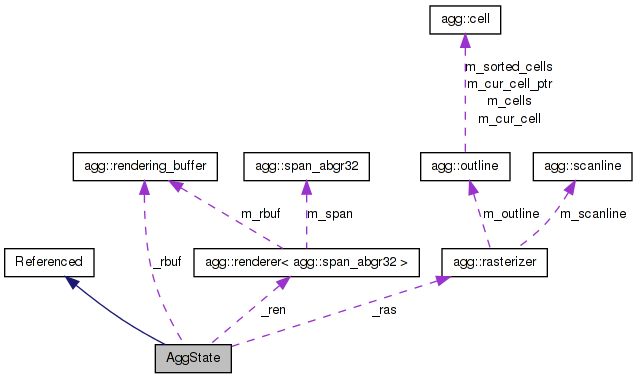 agg::cell
m_sorted_cells
m_cur_cell_ptr
m_cells
m_cur_cell
agg::rendering_buffer
agg::span_abgr32
agg::outline
agg::scanline
m_rbuf
m_span
m_outline
m_scanline
Referenced
_rbuf
agg::renderer< agg::span_abgr32 >
agg::rasterizer
_ren
_ras
AggState